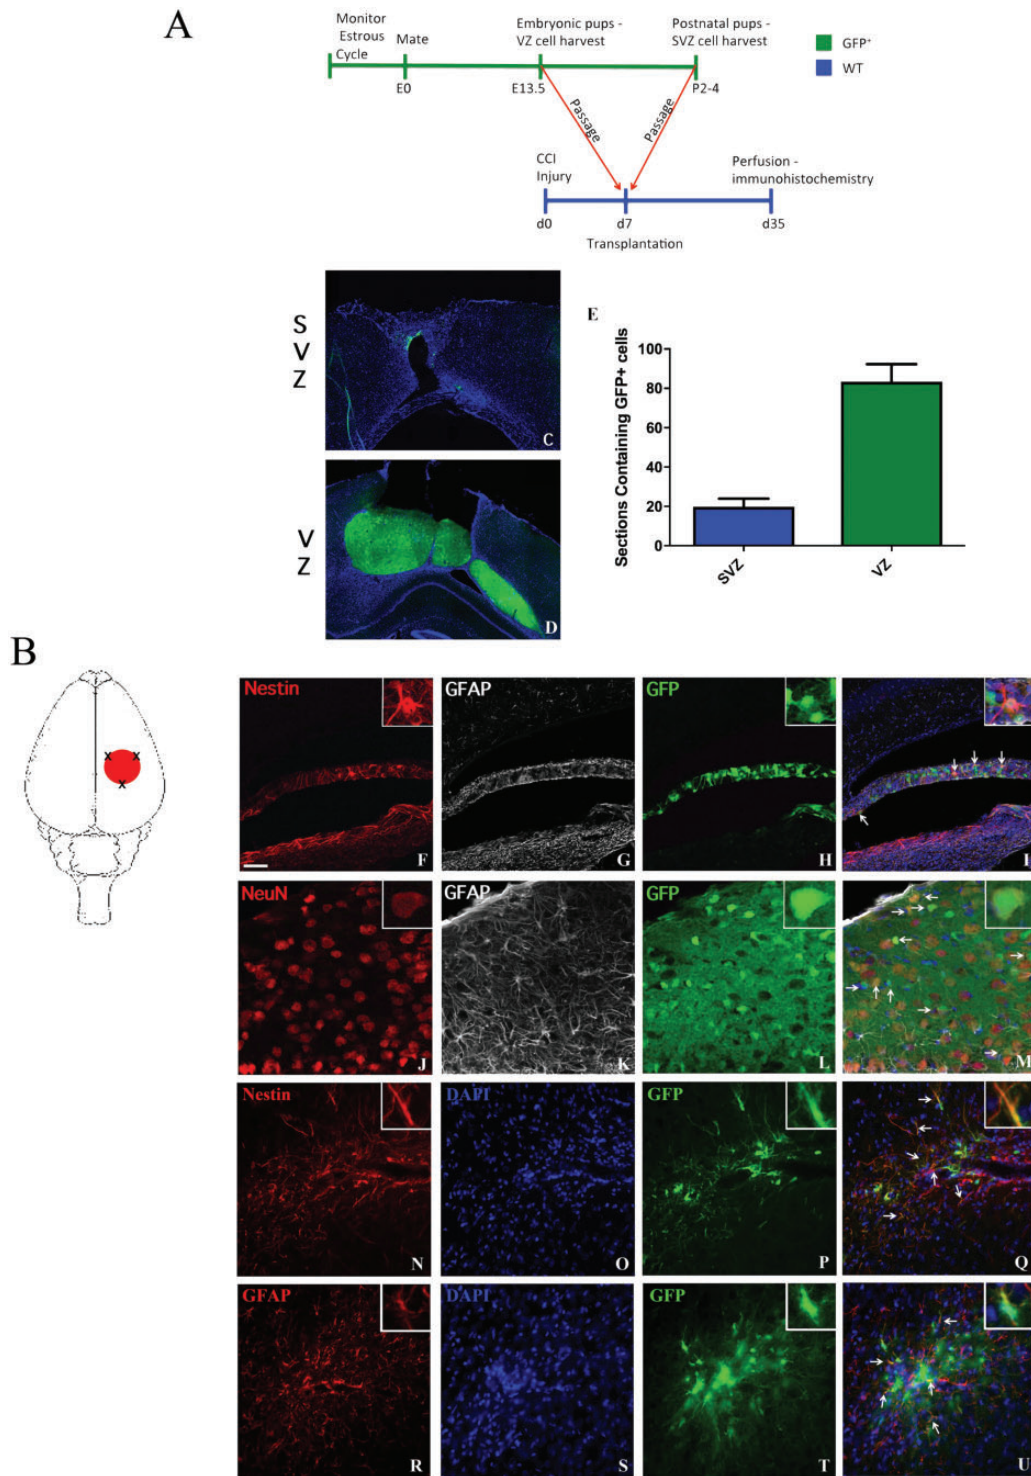 A
Monitor
Estrous
Cycle
Mate
Embryonic pups -
VZ cell harvest
Postnatal pups -
SVZ cell harvest
GFP+
WT
E0
E13.5
P2-4
Passage
Passage
CCI
Injury
Perfusion -
immunohistochemistry
d0
d7
d35
Transplantation
S
V
Z
C
V
Z
D
E
Sections Containing GFP+ cells
100
80
60
40
20
0
SVZ
VZ
B
x
x
x
Nestin
F
GFAP
G
GFP
H
I
NeuN
J
GFAP
K
GFP
L
M
Nestin
N
DAPI
O
GFP
P
Q
GFAP
R
DAPI
S
GFP
T
U